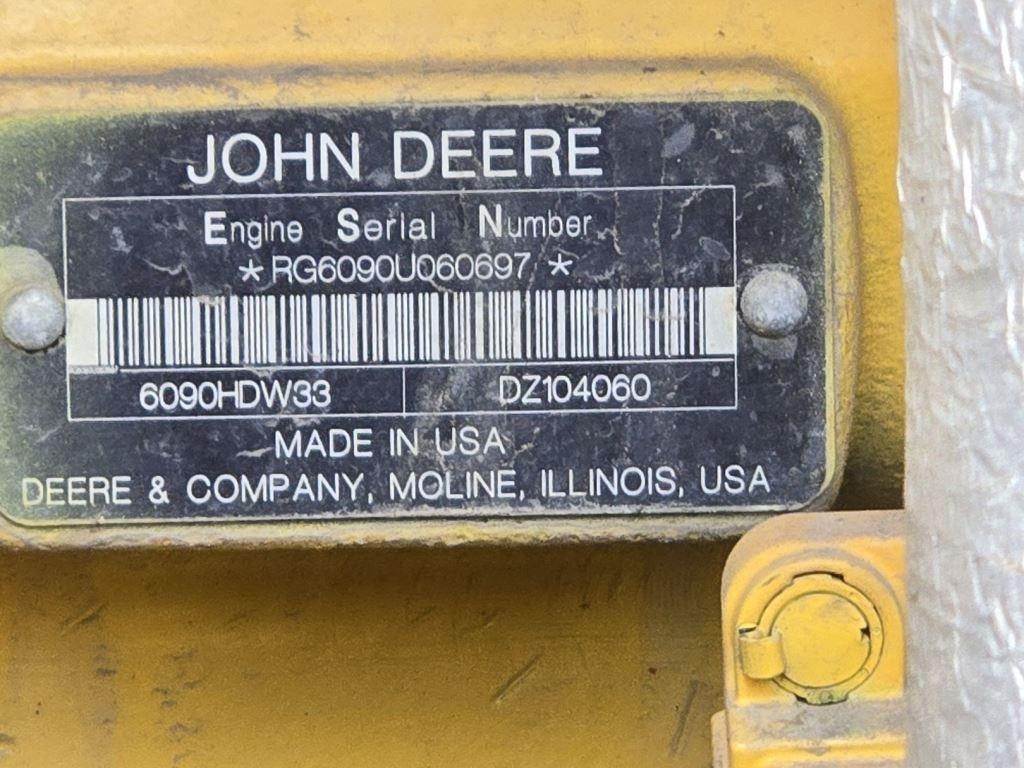 JOHN DEERE
Engine Serial Number
*RG6090U060697*
6090HDW33 DZ104060
MADE IN USA
DEERE & COMPANY, MOLINE, ILLINOIS, USA